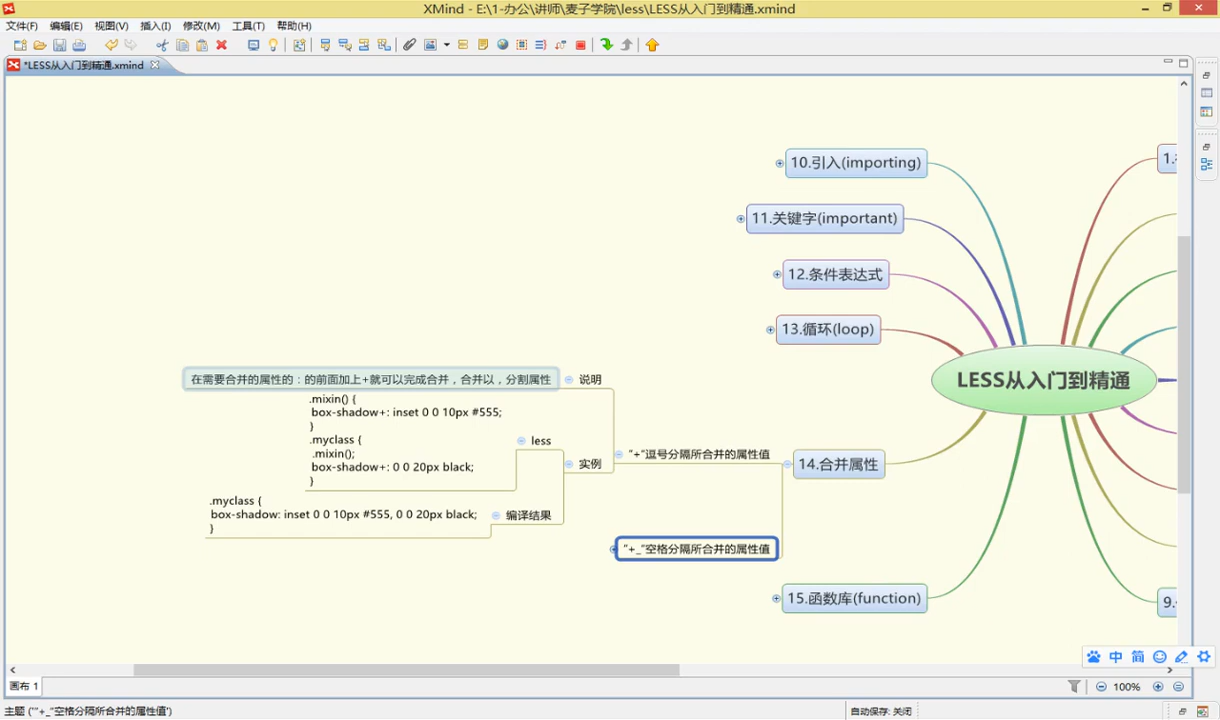 XMind - E:\1-办公\讲师\麦子学院\less\LESS从入门到精通.xmind
文件(F) 编辑(E) 视图(V) 插入(I) 修改(M) 工具(T) 帮助(H)
*LESS从入门到精通.xmind
10.引入(importing)
11.关键字(important)
12.条件表达式
13.循环(loop)
LESS从入门到精通
在需要合并的属性的：的前面加上+就可以完成合并，合并以，分割属性
说明
.mixin() {
box-shadow+: inset 0 0 10px #555;
}
.myclass {
.mixin();
box-shadow+: 0 0 20px black;
}
less
实例
"+"逗号分隔所合并的属性值
14.合并属性
.myclass {
box-shadow: inset 0 0 10px #555, 0 0 20px black;
}
编译结果
"+_"空格分隔所合并的属性值
15.函数库(function)
1.
9.
中 简
画布 1
100%
主题 ('"+_"空格分隔所合并的属性值')
自动保存: 关闭